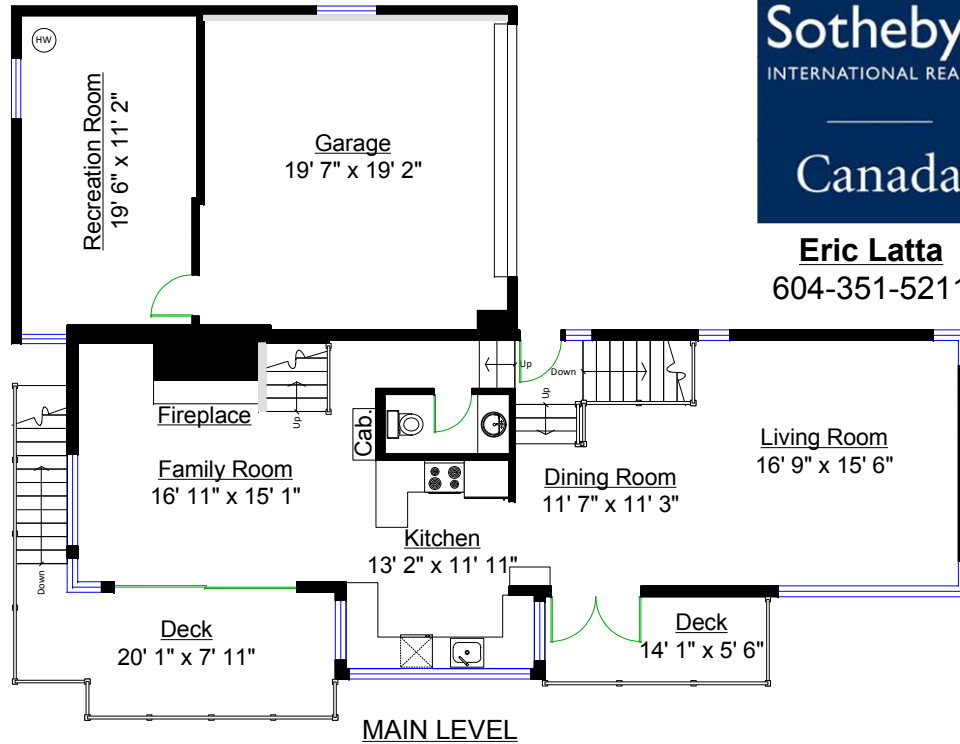 Sotheby
INTERNATIONAL REA
Canada
Eric Latta
604-351-5211
HW
Recreation Room
19' 6" x 11' 2"
Garage
19' 7" x 19' 2"
Up
Down
Up
Up
Fireplace
Cab.
Family Room
16' 11" x 15' 1"
Living Room
16' 9" x 15' 6"
Dining Room
11' 7" x 11' 3"
Kitchen
13' 2" x 11' 11"
Down
Deck
20' 1" x 7' 11"
Deck
14' 1" x 5' 6"
MAIN LEVEL